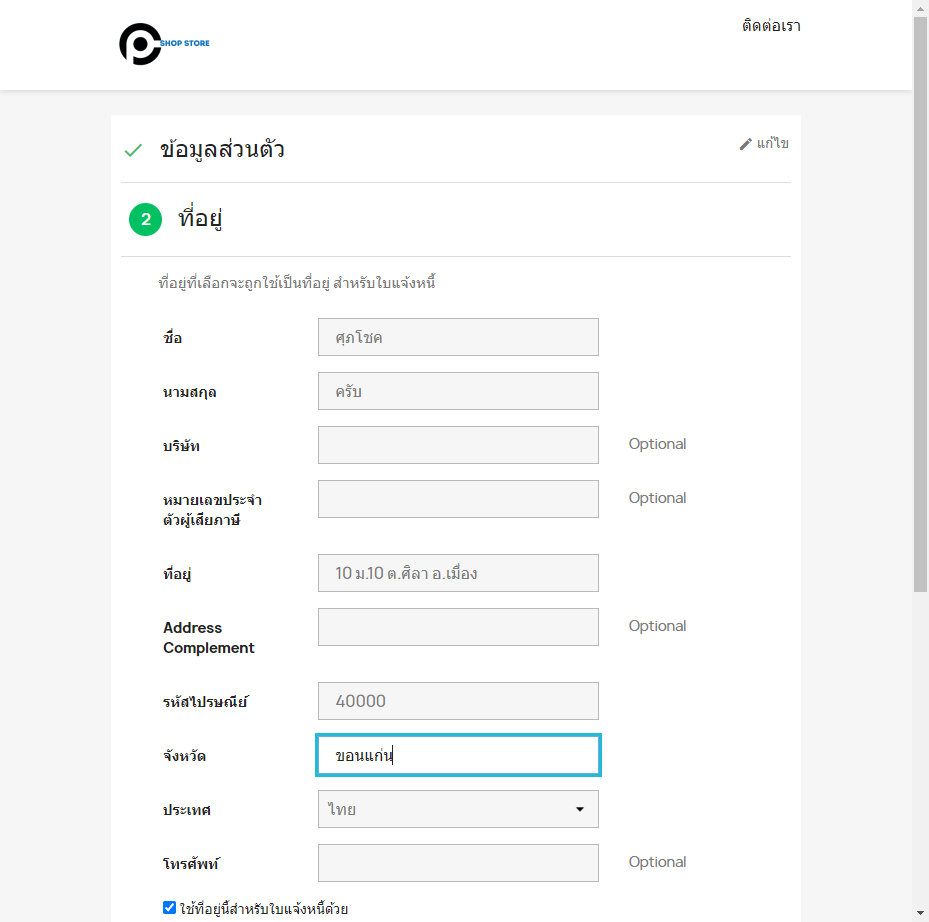 ติดต่อเรา
SHOP STORE
ข้อมูลส่วนตัว
แก้ไข
2 ที่อยู่
ที่อยู่ที่เลือกจะถูกใช้เป็นที่อยู่ สำหรับใบแจ้งหนี้
ชื่อ
ศุภโชค
นามสกุล
ครับ
บริษัท
Optional
หมายเลขประจำ
ตัวผู้เสียภาษี
Optional
ที่อยู่
10 ม.10 ต.ศิลา อ.เมื่อง
Address
Complement
Optional
รหัสไปรษณีย์
40000
จังหวัด
ขอนแก่น
ประเทศ
ไทย
โทรศัพท์
Optional
ใช้ที่อยู่นี้สำหรับใบแจ้งหนี้ด้วย